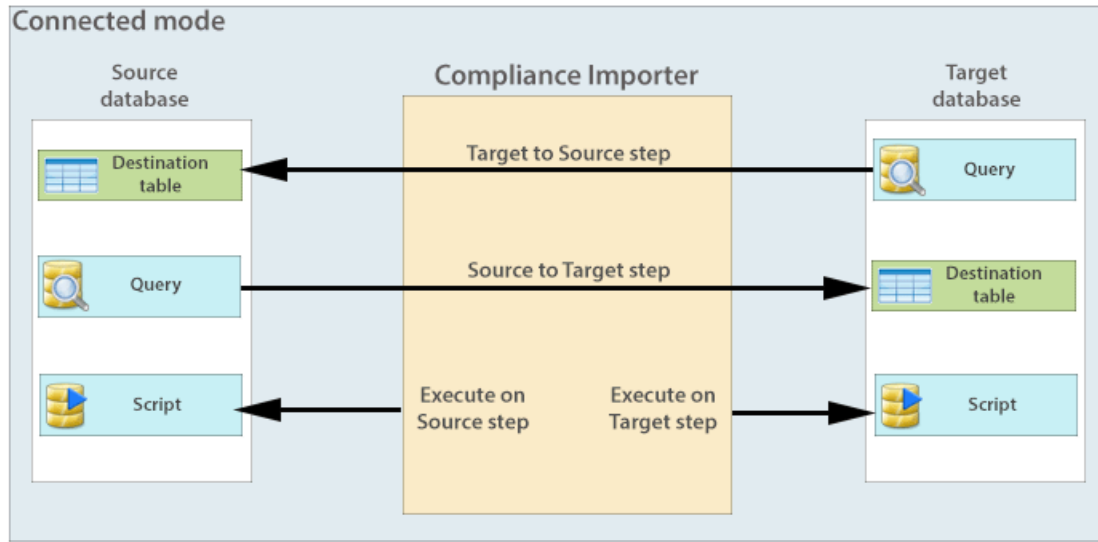 Connected mode
Source
database
Compliance Importer
Target
database
Destination
table
Target to Source step
Query
Query
Source to Target step
Destination
table
Script
Execute on
Source step
Execute on
Target step
Script